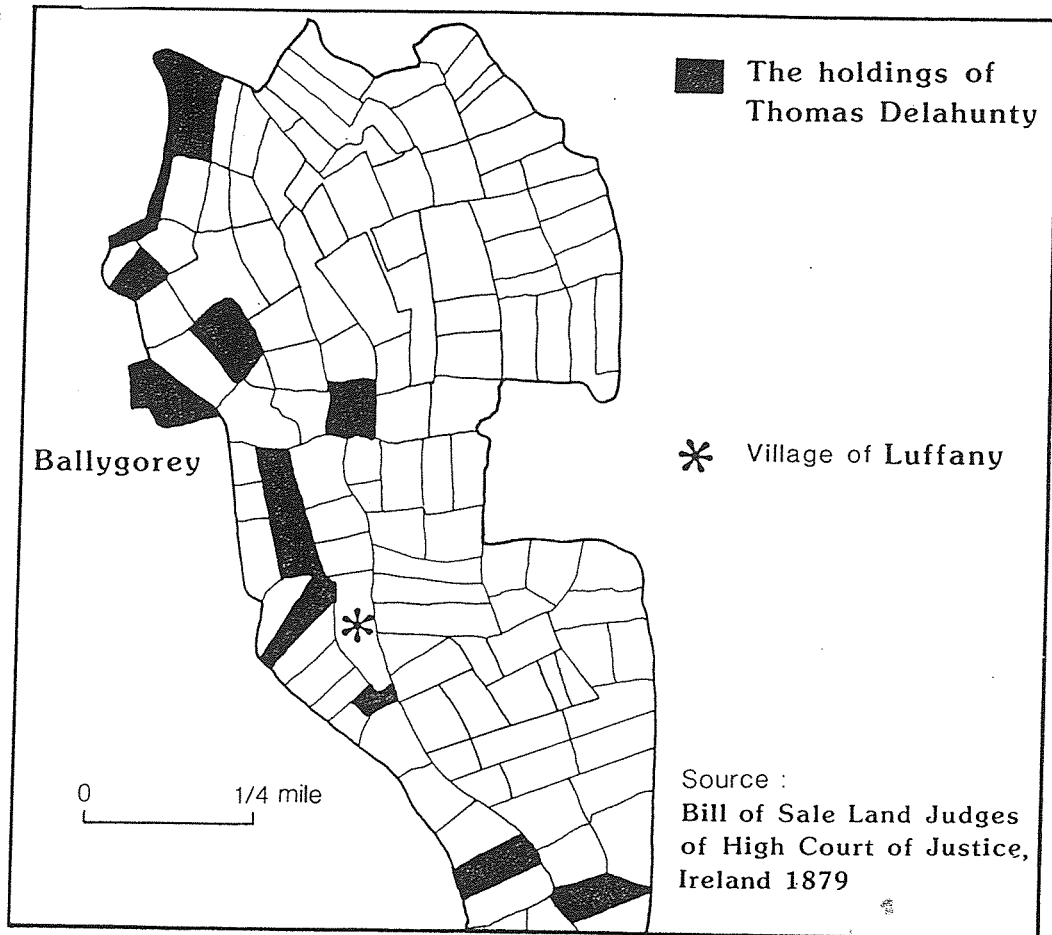 The holdings of
Thomas Delahunty
Ballygorey
Village of Luffany
0 1/4 mile
Source :
Bill of Sale Land Judges
of High Court of Justice,
Ireland 1879